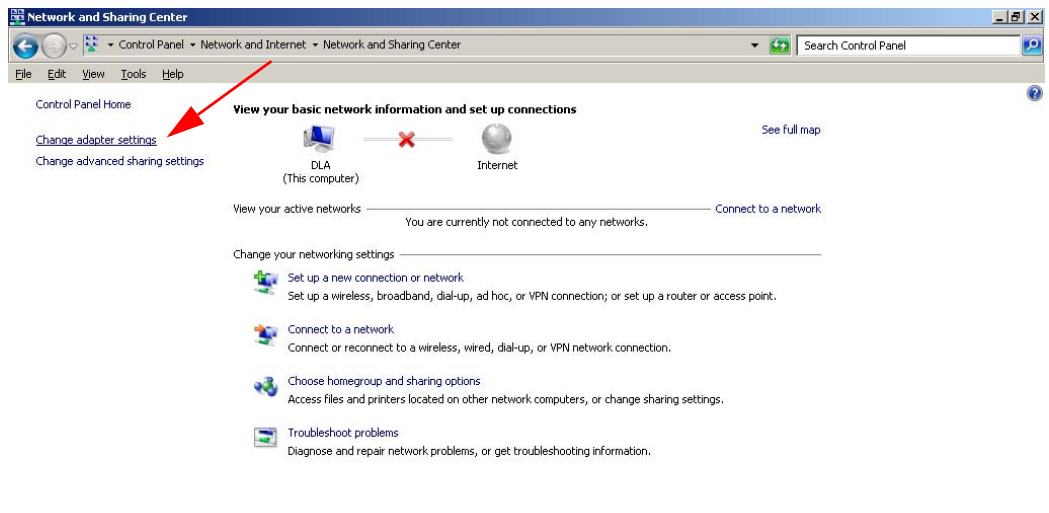 Network and Sharing Center
Control Panel Network and Internet Network and Sharing Center
Search Control Panel
File Edit View Tools Help
Control Panel Home
Change adapter settings
Change advanced sharing settings
View your basic network information and set up connections
See full map
DLA
(This computer)
Internet
View your active networks
Connect to a network
You are currently not connected to any networks.
Change your networking settings
Set up a new connection or network
Set up a wireless, broadband, dial-up, ad hoc, or VPN connection; or set up a router or access point.
Connect to a network
Connect or reconnect to a wireless, wired, dial-up, or VPN network connection.
Choose homegroup and sharing options
Access files and printers located on other network computers, or change sharing settings.
Troubleshoot problems
Diagnose and repair network problems, or get troubleshooting information.